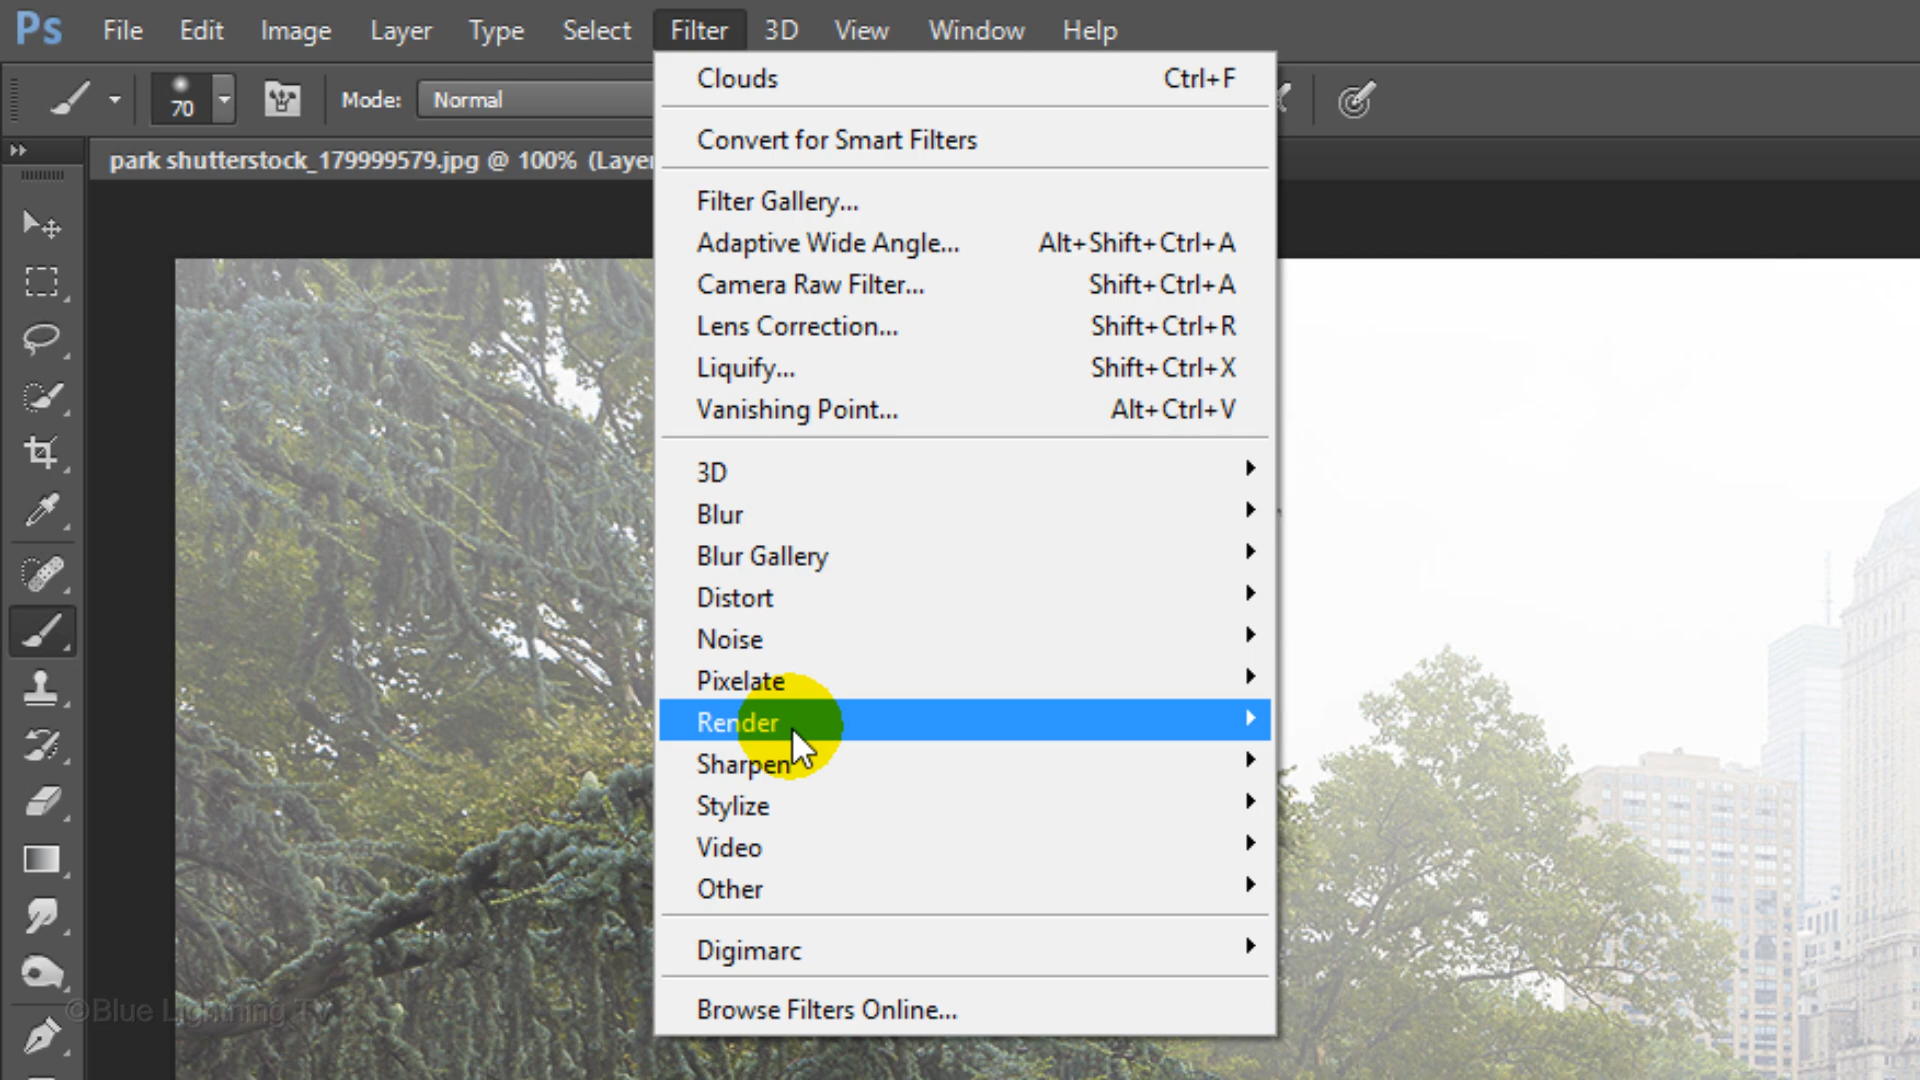 Ps File Edit Image Layer Type Select Filter 3D View Window Help
70 Mode: Normal
park shutterstock_179999579.jpg @ 100% (Laye
Clouds Ctrl+F
Convert for Smart Filters
Filter Gallery...
Adaptive Wide Angle... Alt+Shift+Ctrl+A
Camera Raw Filter... Shift+Ctrl+A
Lens Correction... Shift+Ctrl+R
Liquify... Shift+Ctrl+X
Vanishing Point... Alt+Ctrl+V
3D
Blur
Blur Gallery
Distort
Noise
Pixelate
Render
Sharpen
Stylize
Video
Other
Digimarc
Browse Filters Online...
©Blue Lightning TV